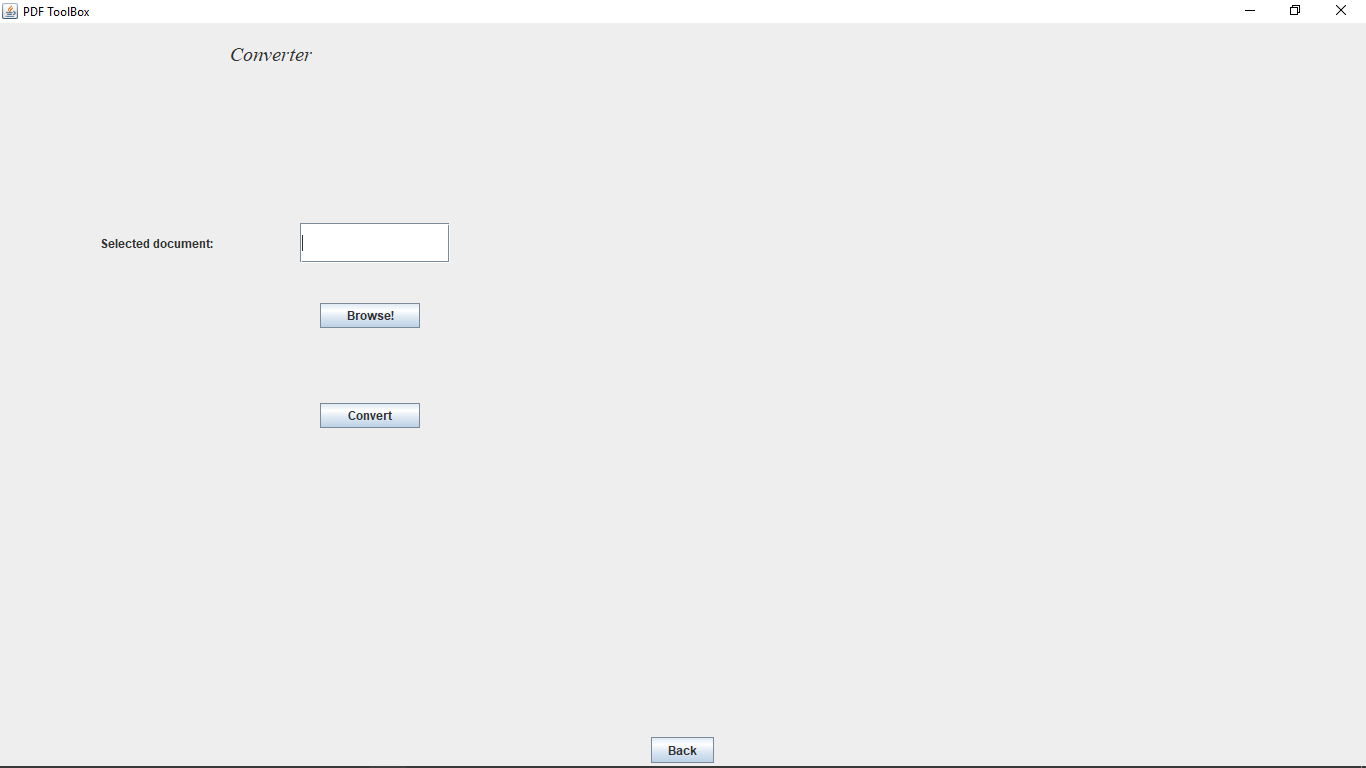 PDF ToolBox
Converter
Selected document:
Browse!
Convert
Back